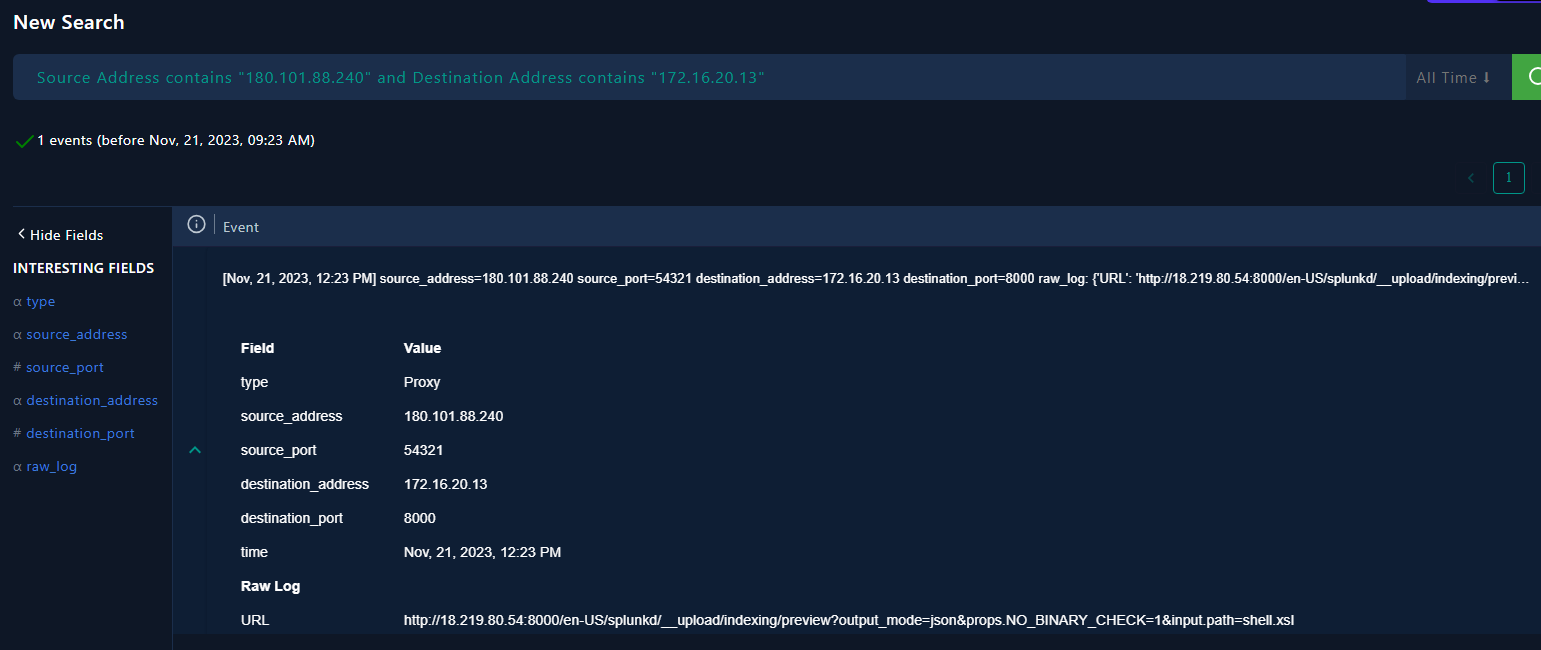 New Search
Source Address contains "180.101.88.240" and Destination Address contains "172.16.20.13"
All Time
1 events (before Nov, 21, 2023, 09:23 AM)
1
Hide Fields
Event
INTERESTING FIELDS
α type
α source_address
# source_port
α destination_address
# destination_port
α raw_log
[Nov, 21, 2023, 12:23 PM] source_address=180.101.88.240 source_port=54321 destination_address=172.16.20.13 destination_port=8000 raw_log: {'URL': 'http://18.219.80.54:8000/en-US/splunkd/__upload/indexing/previ...
Field Value
type Proxy
source_address 180.101.88.240
source_port 54321
destination_address 172.16.20.13
destination_port 8000
time Nov, 21, 2023, 12:23 PM
Raw Log
URL http://18.219.80.54:8000/en-US/splunkd/__upload/indexing/preview?output_mode=json&props.NO_BINARY_CHECK=1&input.path=shell.xsl